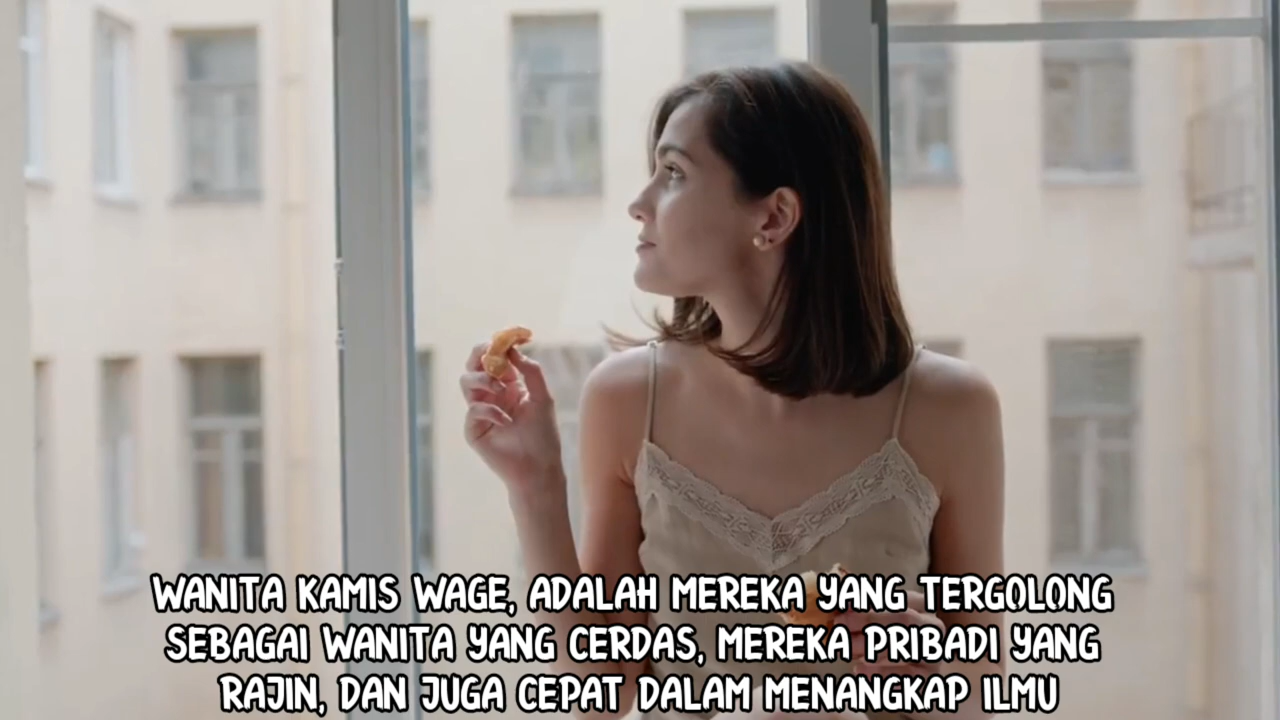 WANITA KAMIS WAGE, ADALAH MEREKA YANG TERGOLONG
SEBAGAI WANITA YANG CERDAS, MEREKA PRIBADI YANG
RAJIN, DAN JUGA CEPAT DALAM MENANGKAP ILMU